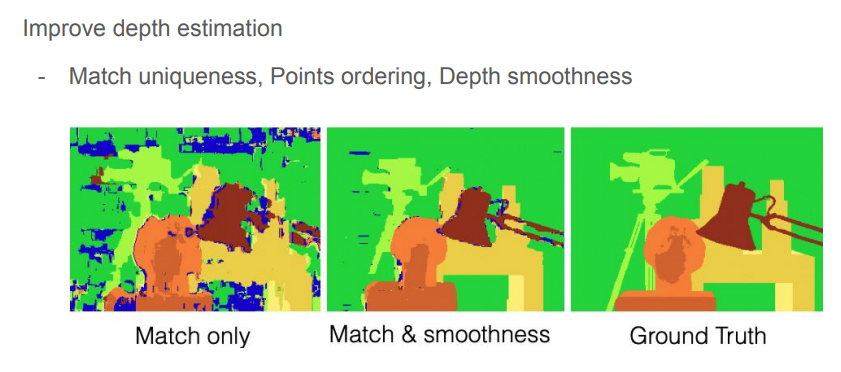 Improve depth estimation
- Match uniqueness, Points ordering, Depth smoothness
Match only
Match & smoothness
Ground Truth